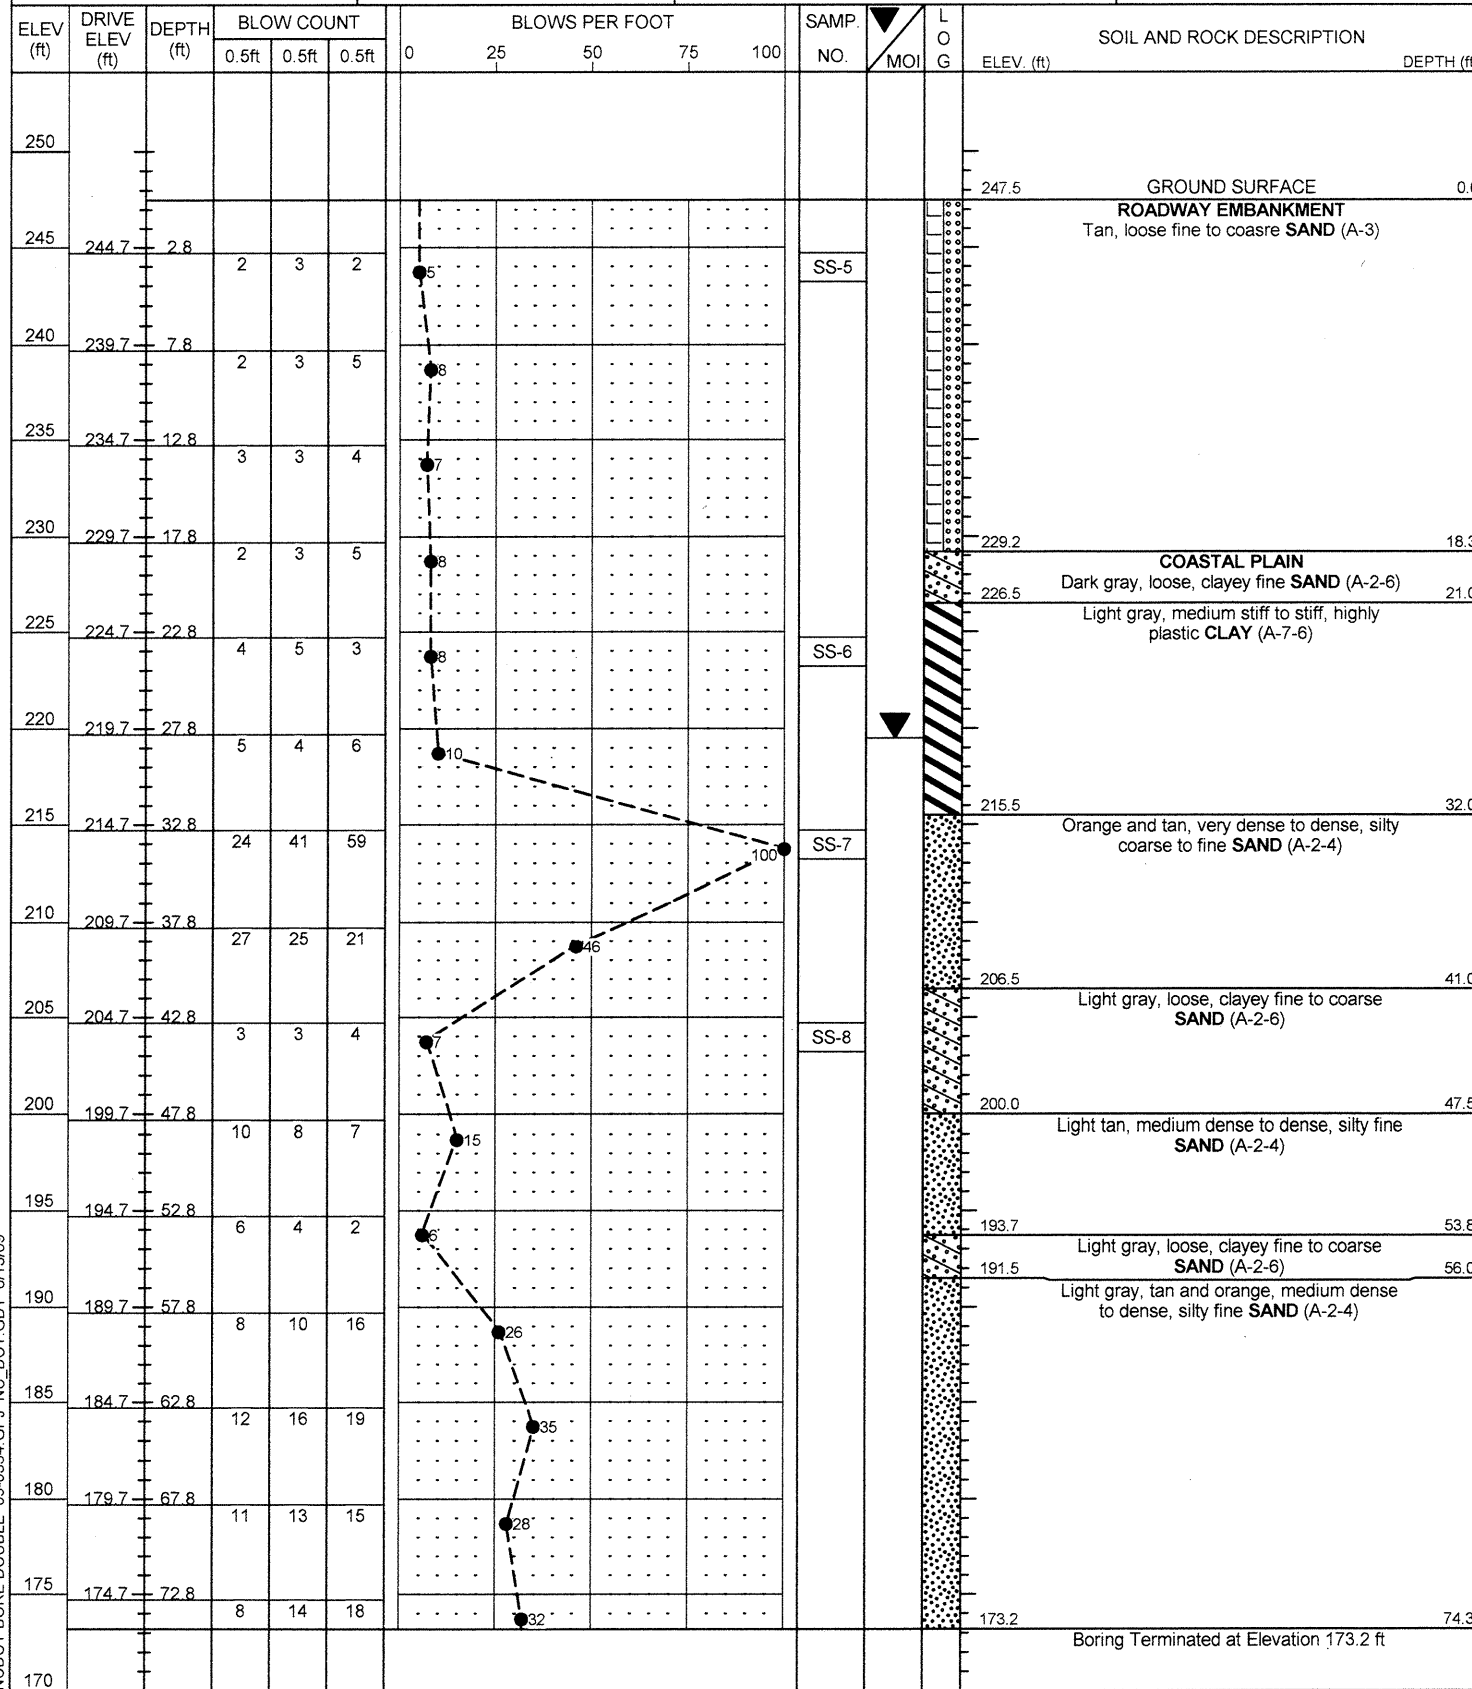 ELEV (ft) DRIVE ELEV (ft) DEPTH (ft) BLOW COUNT BLOWS PER FOOT SAMP. NO. MOI LOG SOIL AND ROCK DESCRIPTION
0.5ft 0.5ft 0.5ft 0 25 50 75 100 ELEV. (ft) DEPTH (ft
250
247.5 GROUND SURFACE 0.0
ROADWAY EMBANKMENT
Tan, loose fine to coasre SAND (A-3)
245 244.7 2.8
2 3 2 5 SS-5
240 239.7 7.8
2 3 5 8
235 234.7 12.8
3 3 4 7
230 229.7 17.8
229.2 18.3
2 3 5 8
COASTAL PLAIN
Dark gray, loose, clayey fine SAND (A-2-6)
226.5 21.0
Light gray, medium stiff to stiff, highly
plastic CLAY (A-7-6)
225 224.7 22.8
4 5 3 8 SS-6
220 219.7 27.8
5 4 6 10
215 214.7 32.8
215.5 32.0
Orange and tan, very dense to dense, silty
coarse to fine SAND (A-2-4)
24 41 59 100 SS-7
210 209.7 37.8
27 25 21 46
206.5 41.0
Light gray, loose, clayey fine to coarse
SAND (A-2-6)
205 204.7 42.8
3 3 4 7 SS-8
200 199.7 47.8
200.0 47.5
Light tan, medium dense to dense, silty fine
SAND (A-2-4)
10 8 7 15
195 194.7 52.8
193.7 53.8
6 4 2 6
Light gray, loose, clayey fine to coarse
SAND (A-2-6)
191.5 56.0
Light gray, tan and orange, medium dense
to dense, silty fine SAND (A-2-4)
190 189.7 57.8
8 10 16 26
185 184.7 62.8
12 16 19 35
180 179.7 67.8
11 13 15 28
175 174.7 72.8
8 14 18 32
173.2 74.3
Boring Terminated at Elevation 173.2 ft
170